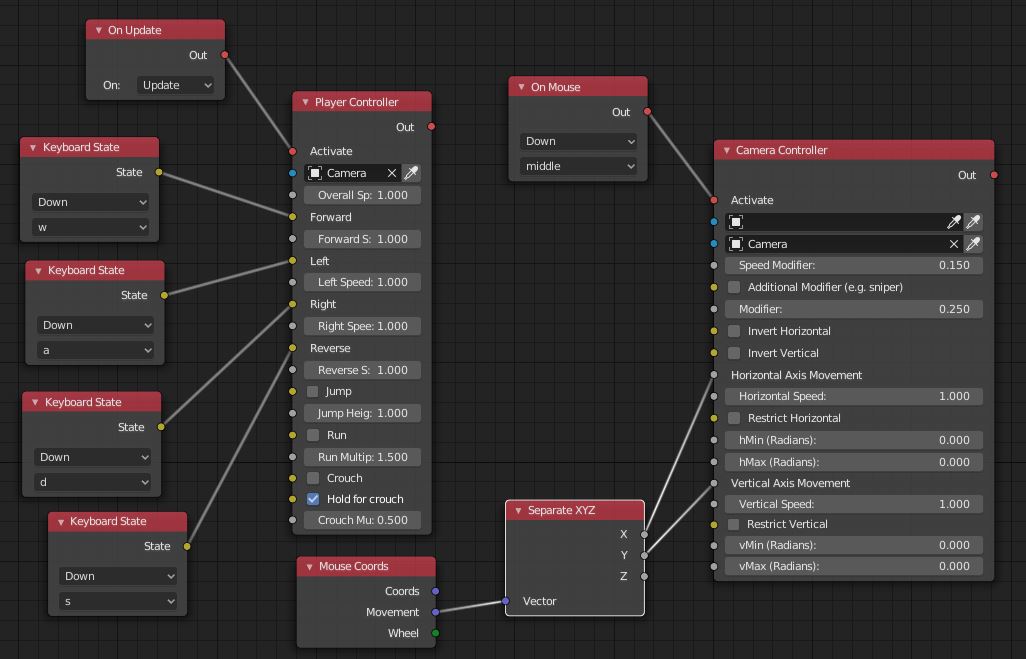 On Update
Out
On: Update
Keyboard State
State
Down
w
Keyboard State
State
Down
a
Keyboard State
State
Down
d
Keyboard State
State
Down
s
Player Controller
Out
Activate
Camera
Overall Sp: 1.000
Forward
Forward S: 1.000
Left
Left Speed: 1.000
Right
Right Spee: 1.000
Reverse
Reverse S: 1.000
Jump
Jump Heig: 1.000
Run
Run Multip: 1.500
Crouch
Hold for crouch
Crouch Mu: 0.500
Mouse Coords
Coords
Movement
Wheel
On Mouse
Out
Down
middle
Separate XYZ
X
Y
Z
Vector
Camera Controller
Out
Activate
Camera
Speed Modifier: 0.150
Additional Modifier (e.g. sniper)
Modifier: 0.250
Invert Horizontal
Invert Vertical
Horizontal Axis Movement
Horizontal Speed: 1.000
Restrict Horizontal
hMin (Radians): 0.000
hMax (Radians): 0.000
Vertical Axis Movement
Vertical Speed: 1.000
Restrict Vertical
vMin (Radians): 0.000
vMax (Radians): 0.000